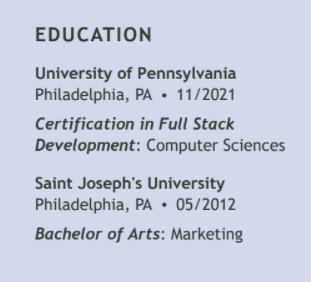 EDUCATION
University of Pennsylvania
Philadelphia, PA • 11/2021
Certification in Full Stack
Development: Computer Sciences
Saint Joseph's University
Philadelphia, PA • 05/2012
Bachelor of Arts: Marketing